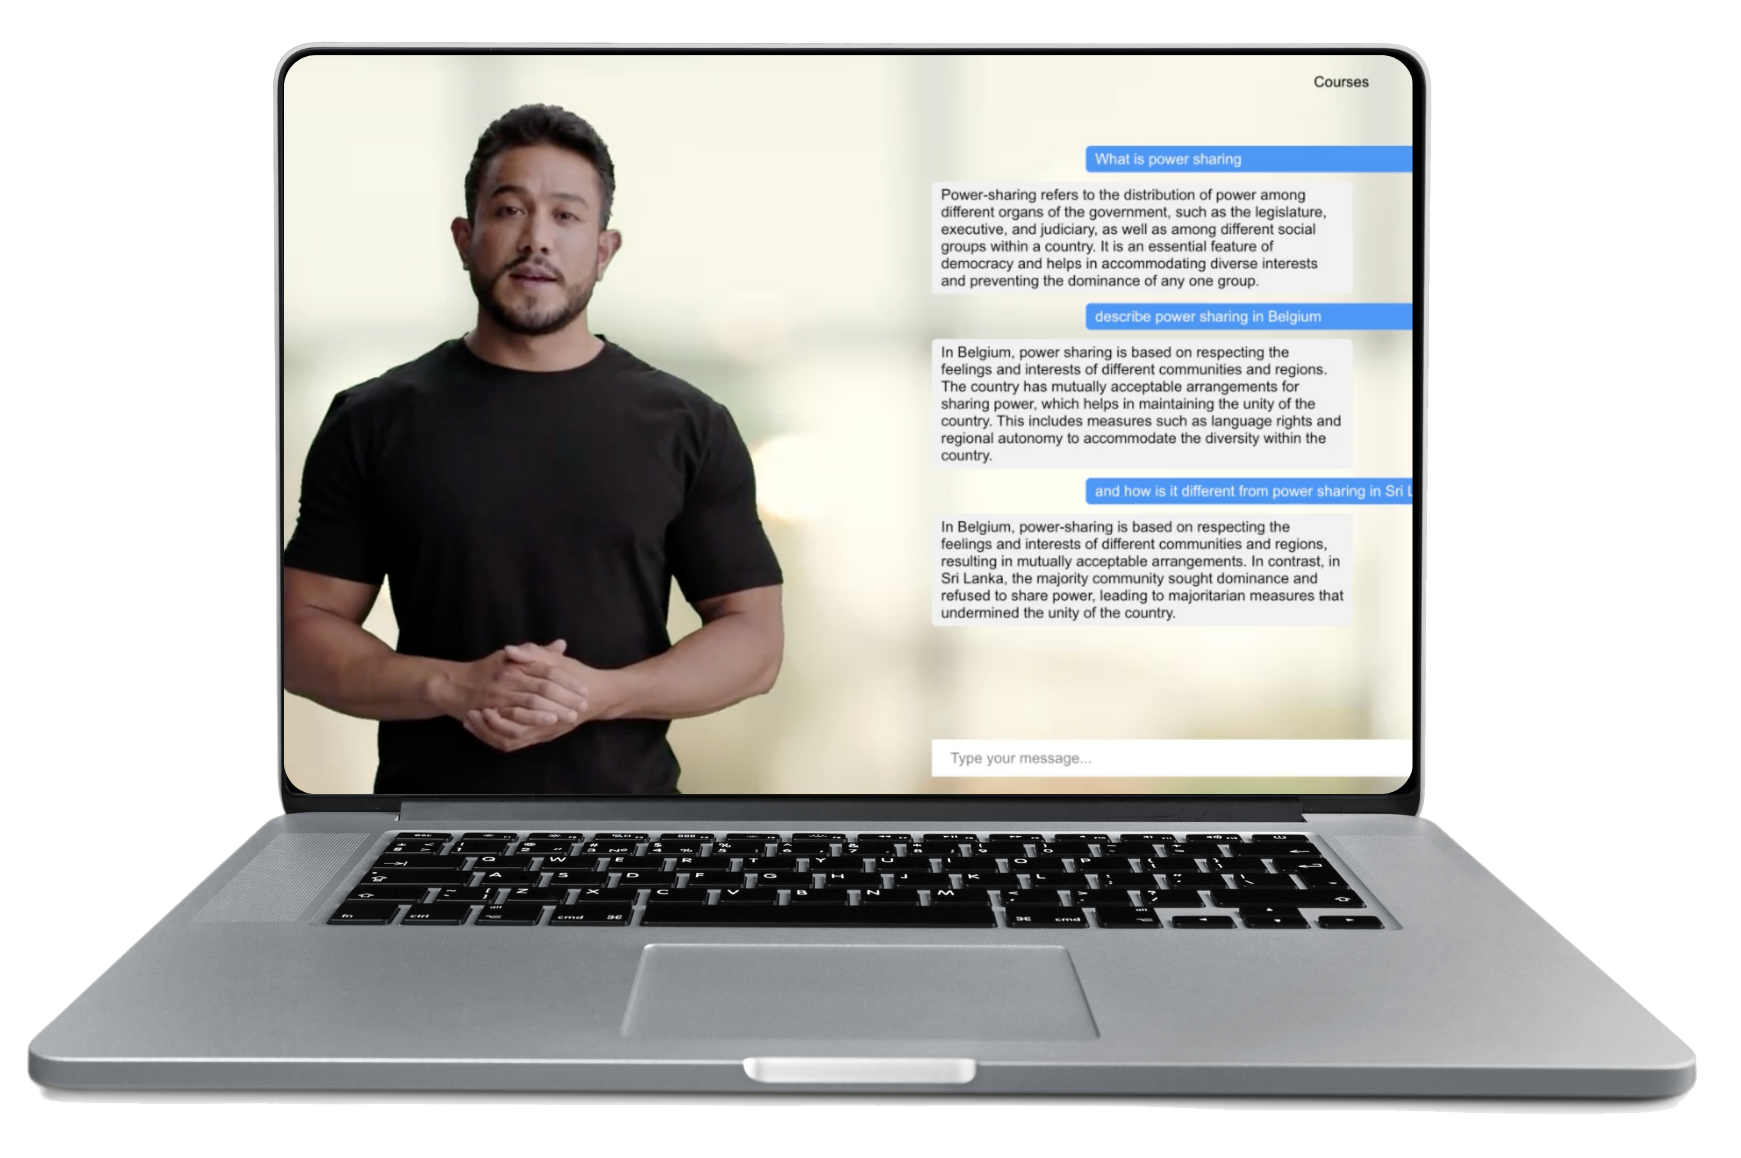 Courses
What is power sharing
Power-sharing refers to the distribution of power among
different organs of the government, such as the legislature,
executive, and judiciary, as well as among different social
groups within a country. It is an essential feature of
democracy and helps in accommodating diverse interests
and preventing the dominance of any one group.
describe power sharing in Belgium
In Belgium, power sharing is based on respecting the
feelings and interests of different communities and regions.
The country has mutually acceptable arrangements for
sharing power, which helps in maintaining the unity of the
country. This includes measures such as language rights and
regional autonomy to accommodate the diversity within the
country.
and how is it different from power sharing in Sri L
In Belgium, power-sharing is based on respecting the
feelings and interests of different communities and regions,
resulting in mutually acceptable arrangements. In contrast, in
Sri Lanka, the majority community sought dominance and
refused to share power, leading to majoritarian measures that
undermined the unity of the country.
Type your message...
esc
Q W E R T Y U I O P
A S D F G H J K L
Z X C V B N M
fn ctrl alt cmd ⌘ ⌘ cmd alt